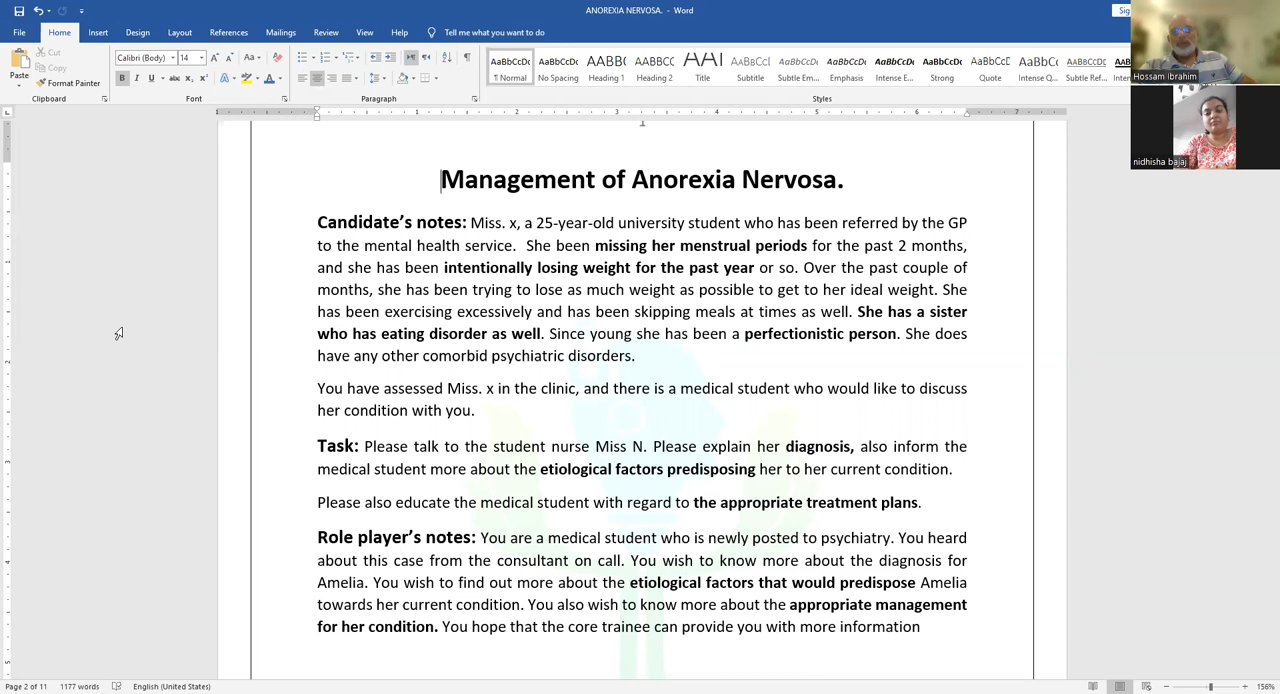 ANOREXIA NERVOSA. - Word
File Home Insert Design Layout References Mailings Review View Help Tell me what you want to do
Paste
Cut
Copy
Format Painter
Calibri (Body) 14
AaBbCcDc AaBbCcDc AABBC AABBCC AAI AaBbCcD AaBbCcDc AaBbCcDc AaBbCcDc AaBbCcDc AaBbCcDc AaBbCcDc AABBCCDC
¶ Normal No Spacing Heading 1 Heading 2 Title Subtitle Subtle Em... Emphasis Intense E... Strong Quote Intense Q... Subtle Ref...
Clipboard Font Paragraph Styles
Hossam Ibrahim
nidhisha bajaj
Management of Anorexia Nervosa.
Candidate’s notes: Miss. x, a 25-year-old university student who has been referred by the GP
to the mental health service. She been missing her menstrual periods for the past 2 months,
and she has been intentionally losing weight for the past year or so. Over the past couple of
months, she has been trying to lose as much weight as possible to get to her ideal weight. She
has been exercising excessively and has been skipping meals at times as well. She has a sister
who has eating disorder as well. Since young she has been a perfectionistic person. She does
have any other comorbid psychiatric disorders.
You have assessed Miss. x in the clinic, and there is a medical student who would like to discuss
her condition with you.
Task: Please talk to the student nurse Miss N. Please explain her diagnosis, also inform the
medical student more about the etiological factors predisposing her to her current condition.
Please also educate the medical student with regard to the appropriate treatment plans.
Role player’s notes: You are a medical student who is newly posted to psychiatry. You heard
about this case from the consultant on call. You wish to know more about the diagnosis for
Amelia. You wish to find out more about the etiological factors that would predispose Amelia
towards her current condition. You also wish to know more about the appropriate management
for her condition. You hope that the core trainee can provide you with more information
Page 2 of 11 1177 words English (United States) 156%